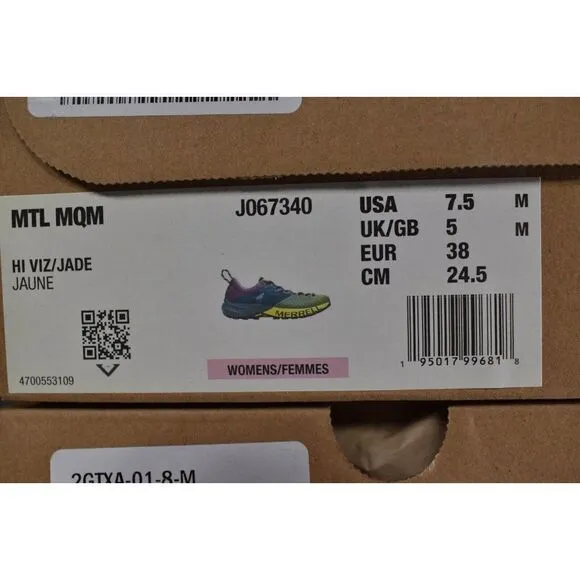 MTL MQM
J067340
HI VIZ/JADE
JAUNE
4700553109
MERRELL
WOMENS/FEMMES
USA 7.5 M
UK/GB 5 M
EUR 38
CM 24.5
1 95017 99681 8
2GTXA-01-8-M